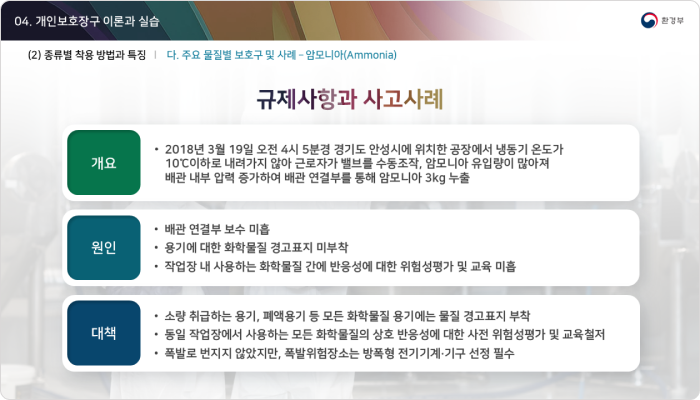 04. 개인보호장구 이론과 실습
환경부
(2) 종류별 착용 방법과 특징 | 다. 주요 물질별 보호구 및 사례 – 암모니아(Ammonia)
규제사항과 사고사례
개요
• 2018년 3월 19일 오전 4시 5분경 경기도 안성시에 위치한 공장에서 냉동기 온도가
10℃이하로 내려가지 않아 근로자가 밸브를 수동조작, 암모니아 유입량이 많아져
배관 내부 압력 증가하여 배관 연결부를 통해 암모니아 3kg 누출
원인
• 배관 연결부 보수 미흡
• 용기에 대한 화학물질 경고표지 미부착
• 작업장 내 사용하는 화학물질 간에 반응성에 대한 위험성평가 및 교육 미흡
대책
• 소량 취급하는 용기, 폐액용기 등 모든 화학물질 용기에는 물질 경고표지 부착
• 동일 작업장에서 사용하는 모든 화학물질의 상호 반응성에 대한 사전 위험성평가 및 교육철저
• 폭발로 번지지 않았지만, 폭발위험장소는 방폭형 전기기계·기구 선정 필수